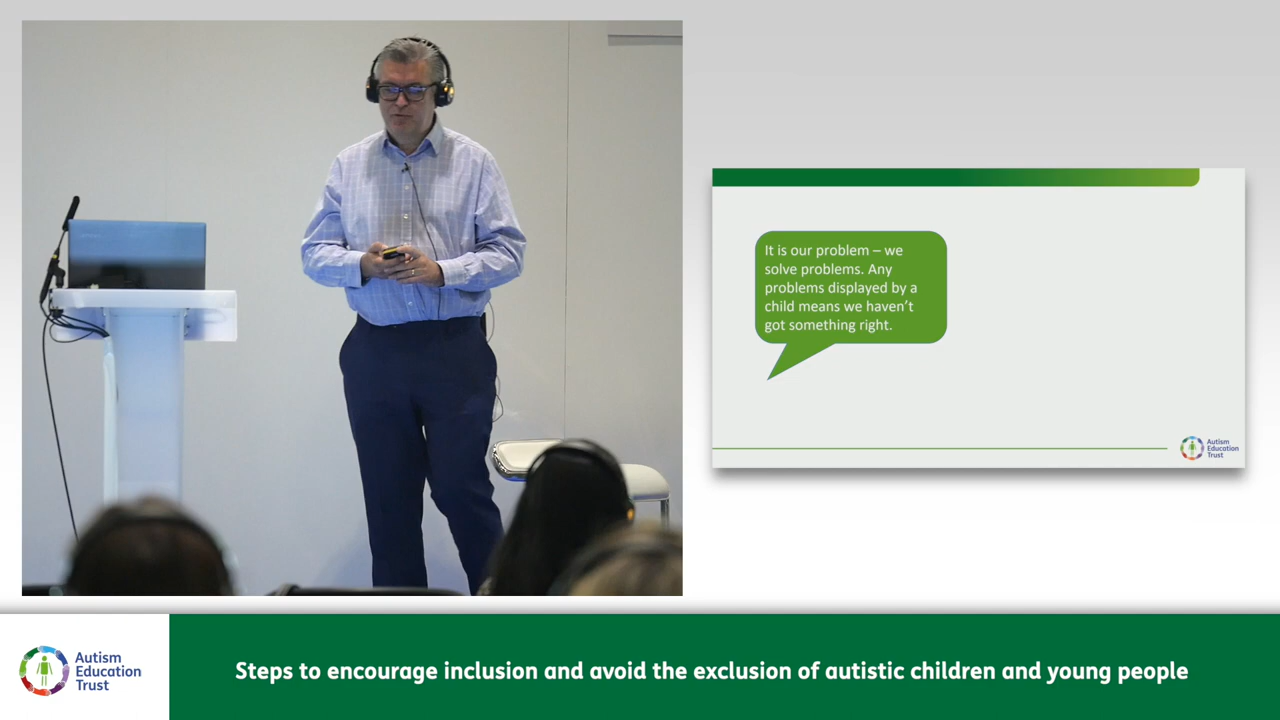 It is our problem – we
solve problems. Any
problems displayed by a
child means we haven’t
got something right.
Autism
Education
Trust
Autism
Education
Trust
Steps to encourage inclusion and avoid the exclusion of autistic children and young people